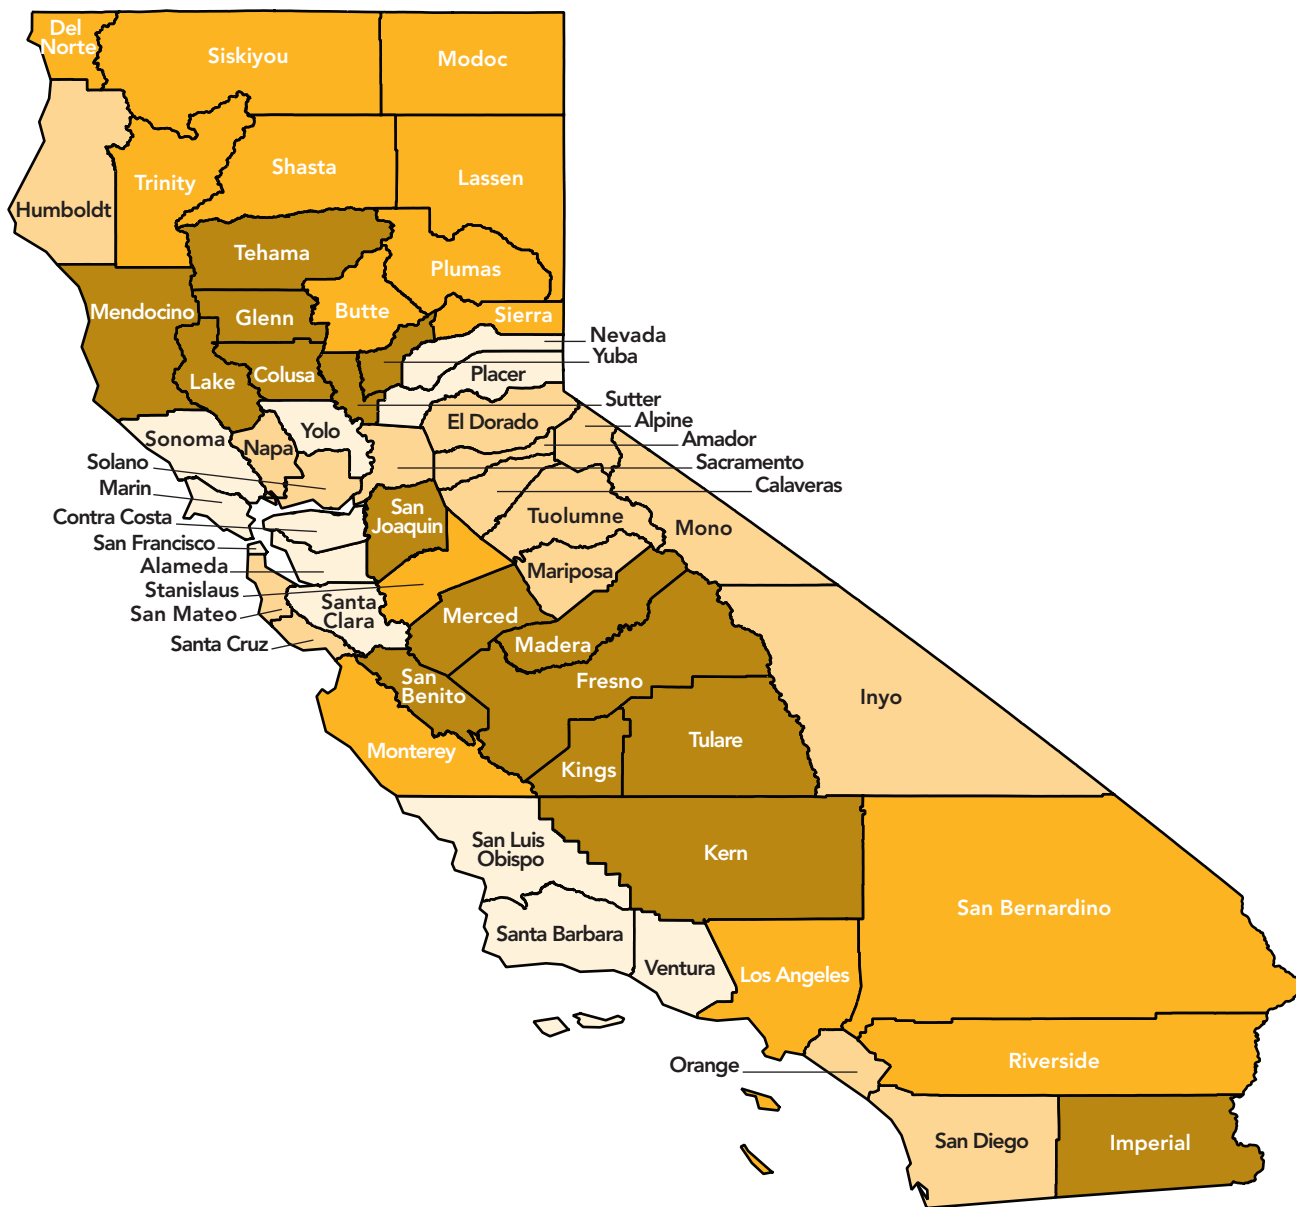 Del
Norte
Siskiyou
Modoc
Trinity
Shasta
Lassen
Humboldt
Tehama
Plumas
Mendocino
Glenn
Butte
Sierra
Nevada
Yuba
Placer
Lake
Colusa
Sutter
Alpine
El Dorado
Sonoma
Napa
Yolo
Amador
Solano
Sacramento
Marin
Calaveras
Contra Costa
San
Joaquin
Tuolumne
Mono
San Francisco
Alameda
Mariposa
Stanislaus
San Mateo
Santa
Clara
Merced
Santa Cruz
Madera
San
Benito
Fresno
Inyo
Monterey
Kings
Tulare
San Luis
Obispo
Kern
San Bernardino
Santa Barbara
Ventura
Los Angeles
Orange
Riverside
San Diego
Imperial